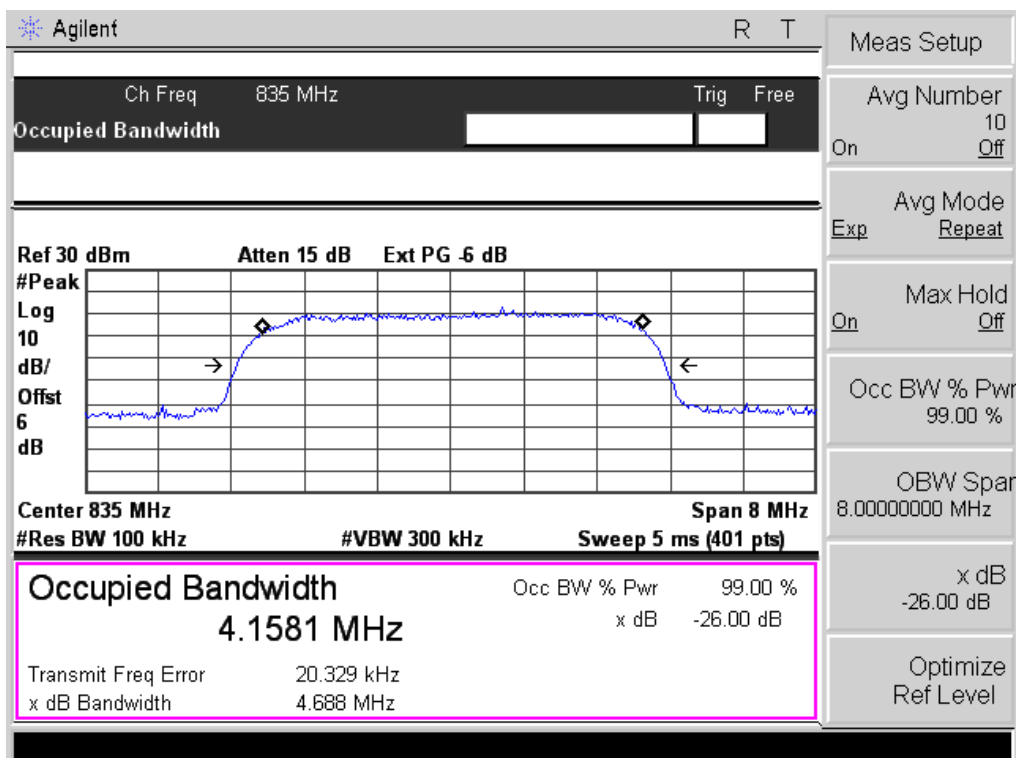 Agilent R T
Ch Freq 835 MHz Trig Free
Occupied Bandwidth
Ref 30 dBm Atten 15 dB Ext PG -6 dB
#Peak
Log
10
dB/
Offst
6
dB
Center 835 MHz Span 8 MHz
#Res BW 100 kHz #VBW 300 kHz Sweep 5 ms (401 pts)
Occupied Bandwidth
4.1581 MHz
Occ BW % Pwr 99.00 %
x dB -26.00 dB
Transmit Freq Error 20.329 kHz
x dB Bandwidth 4.688 MHz
Meas Setup
Avg Number
10
On Off
Avg Mode
Exp Repeat
Max Hold
On Off
Occ BW % Pwr
99.00 %
OBW Span
8.00000000 MHz
x dB
-26.00 dB
Optimize
Ref Level